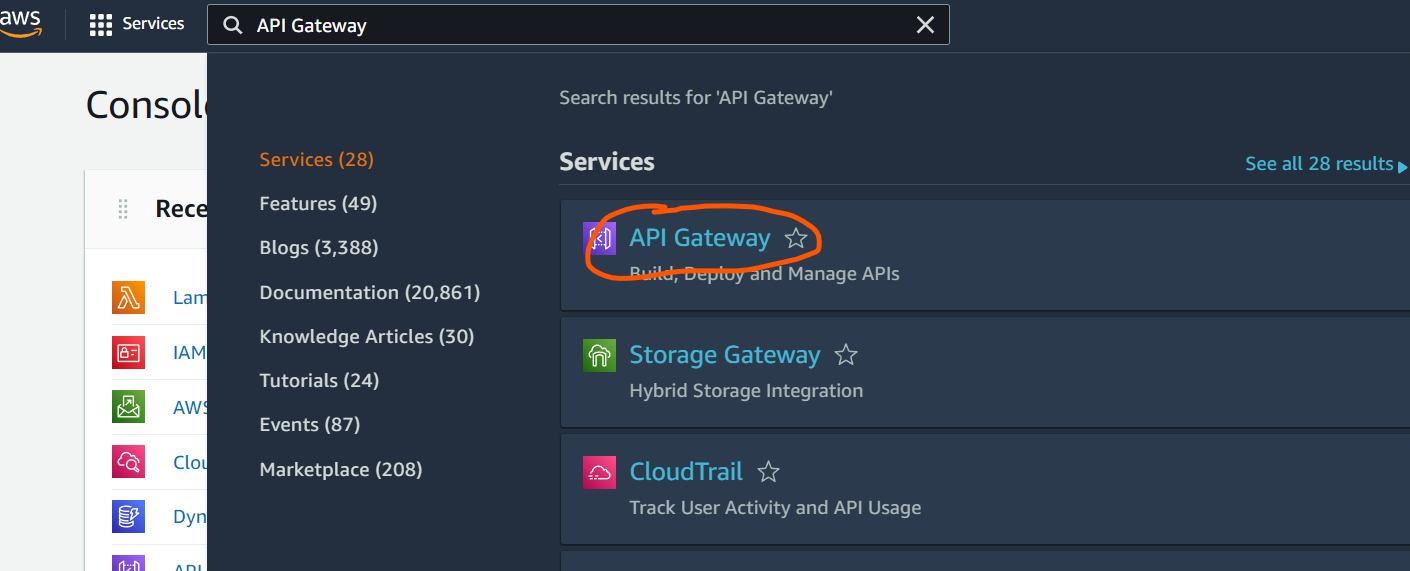 aws
Services
API Gateway
Search results for 'API Gateway'
Services (28)
Features (49)
Blogs (3,388)
Documentation (20,861)
Knowledge Articles (30)
Tutorials (24)
Events (87)
Marketplace (208)
Services
See all 28 results
API Gateway
Build, Deploy and Manage APIs
Storage Gateway
Hybrid Storage Integration
CloudTrail
Track User Activity and API Usage
Consol
Rece
Lam
IAM
AWS
Clou
Dyn
API